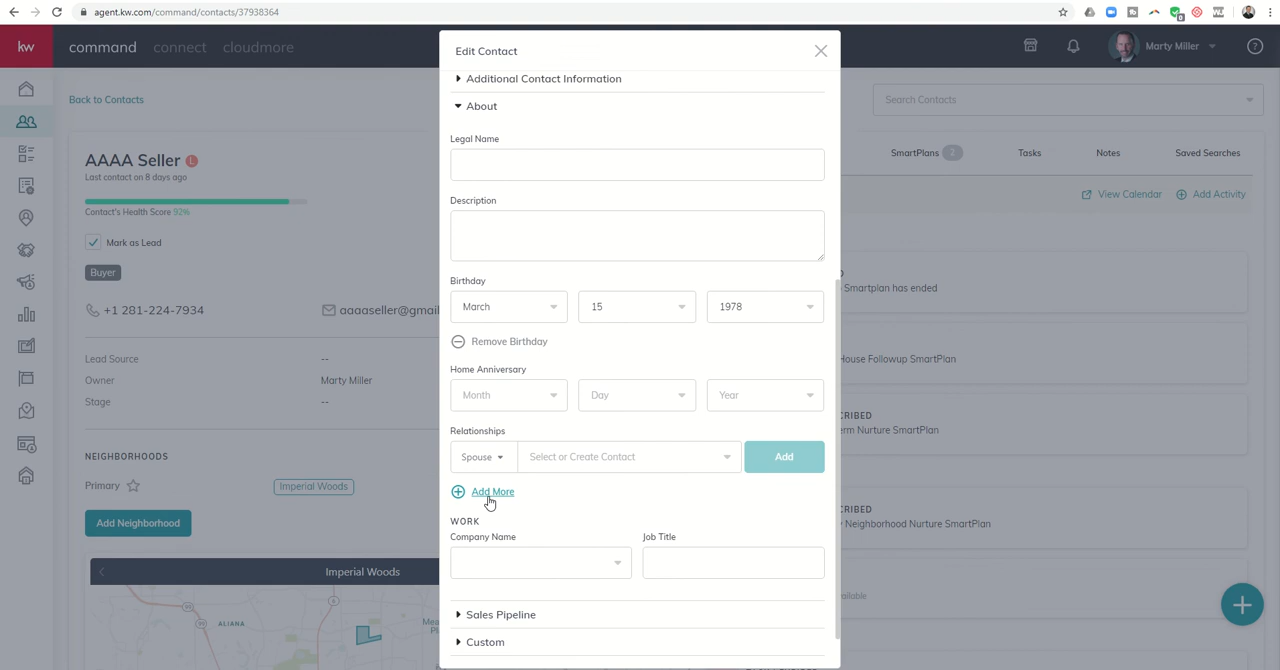 agent.kw.com/command/contacts/37938364
kw
command
connect
cloudmore
Marty Miller
Back to Contacts
Search Contacts
AAAA Seller L
Last contact on 8 days ago
Contact's Health Score 92%
Mark as Lead
Buyer
+1 281-224-7934
aaaaseller@gmail
Lead Source
--
Owner
Marty Miller
Stage
--
NEIGHBORHOODS
Primary
Imperial Woods
Add Neighborhood
Imperial Woods
ALIANA
Edit Contact
Additional Contact Information
About
Legal Name
Description
Birthday
March
15
1978
Remove Birthday
Home Anniversary
Month
Day
Year
Relationships
Spouse
Select or Create Contact
Add
Add More
WORK
Company Name
Job Title
Sales Pipeline
Custom
SmartPlans 2
Tasks
Notes
Saved Searches
View Calendar
Add Activity
Smartplan has ended
House Followup SmartPlan
CRIBED
erm Nurture SmartPlan
CRIBED
Neighborhood Nurture SmartPlan
ailable